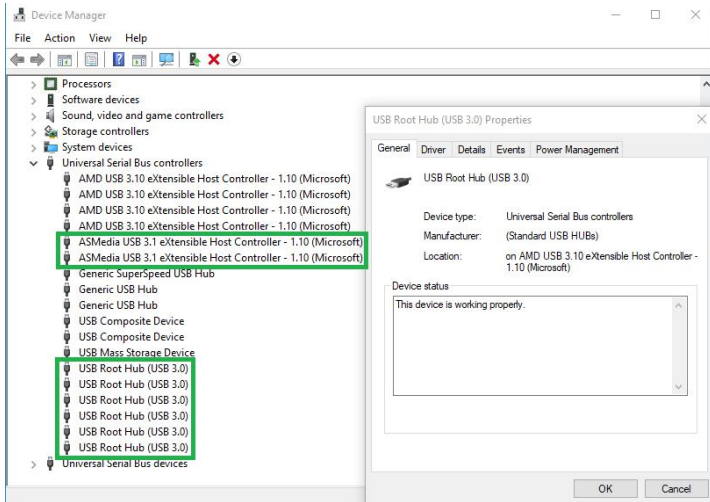 Device Manager
File Action View Help
Processors
Software devices
Sound, video and game controllers
Storage controllers
System devices
Universal Serial Bus controllers
AMD USB 3.10 eXtensible Host Controller - 1.10 (Microsoft)
AMD USB 3.10 eXtensible Host Controller - 1.10 (Microsoft)
AMD USB 3.10 eXtensible Host Controller - 1.10 (Microsoft)
AMD USB 3.10 eXtensible Host Controller - 1.10 (Microsoft)
ASMedia USB 3.1 eXtensible Host Controller - 1.10 (Microsoft)
ASMedia USB 3.1 eXtensible Host Controller - 1.10 (Microsoft)
Generic SuperSpeed USB Hub
Generic USB Hub
Generic USB Hub
USB Composite Device
USB Composite Device
USB Mass Storage Device
USB Root Hub (USB 3.0)
USB Root Hub (USB 3.0)
USB Root Hub (USB 3.0)
USB Root Hub (USB 3.0)
USB Root Hub (USB 3.0)
USB Root Hub (USB 3.0)
Universal Serial Bus devices
USB Root Hub (USB 3.0) Properties
General Driver Details Events Power Management
USB Root Hub (USB 3.0)
Device type: Universal Serial Bus controllers
Manufacturer: (Standard USB HUBs)
Location: on AMD USB 3.10 eXtensible Host Controller -
1.10 (Microsoft)
Device status
This device is working properly.
OK Cancel